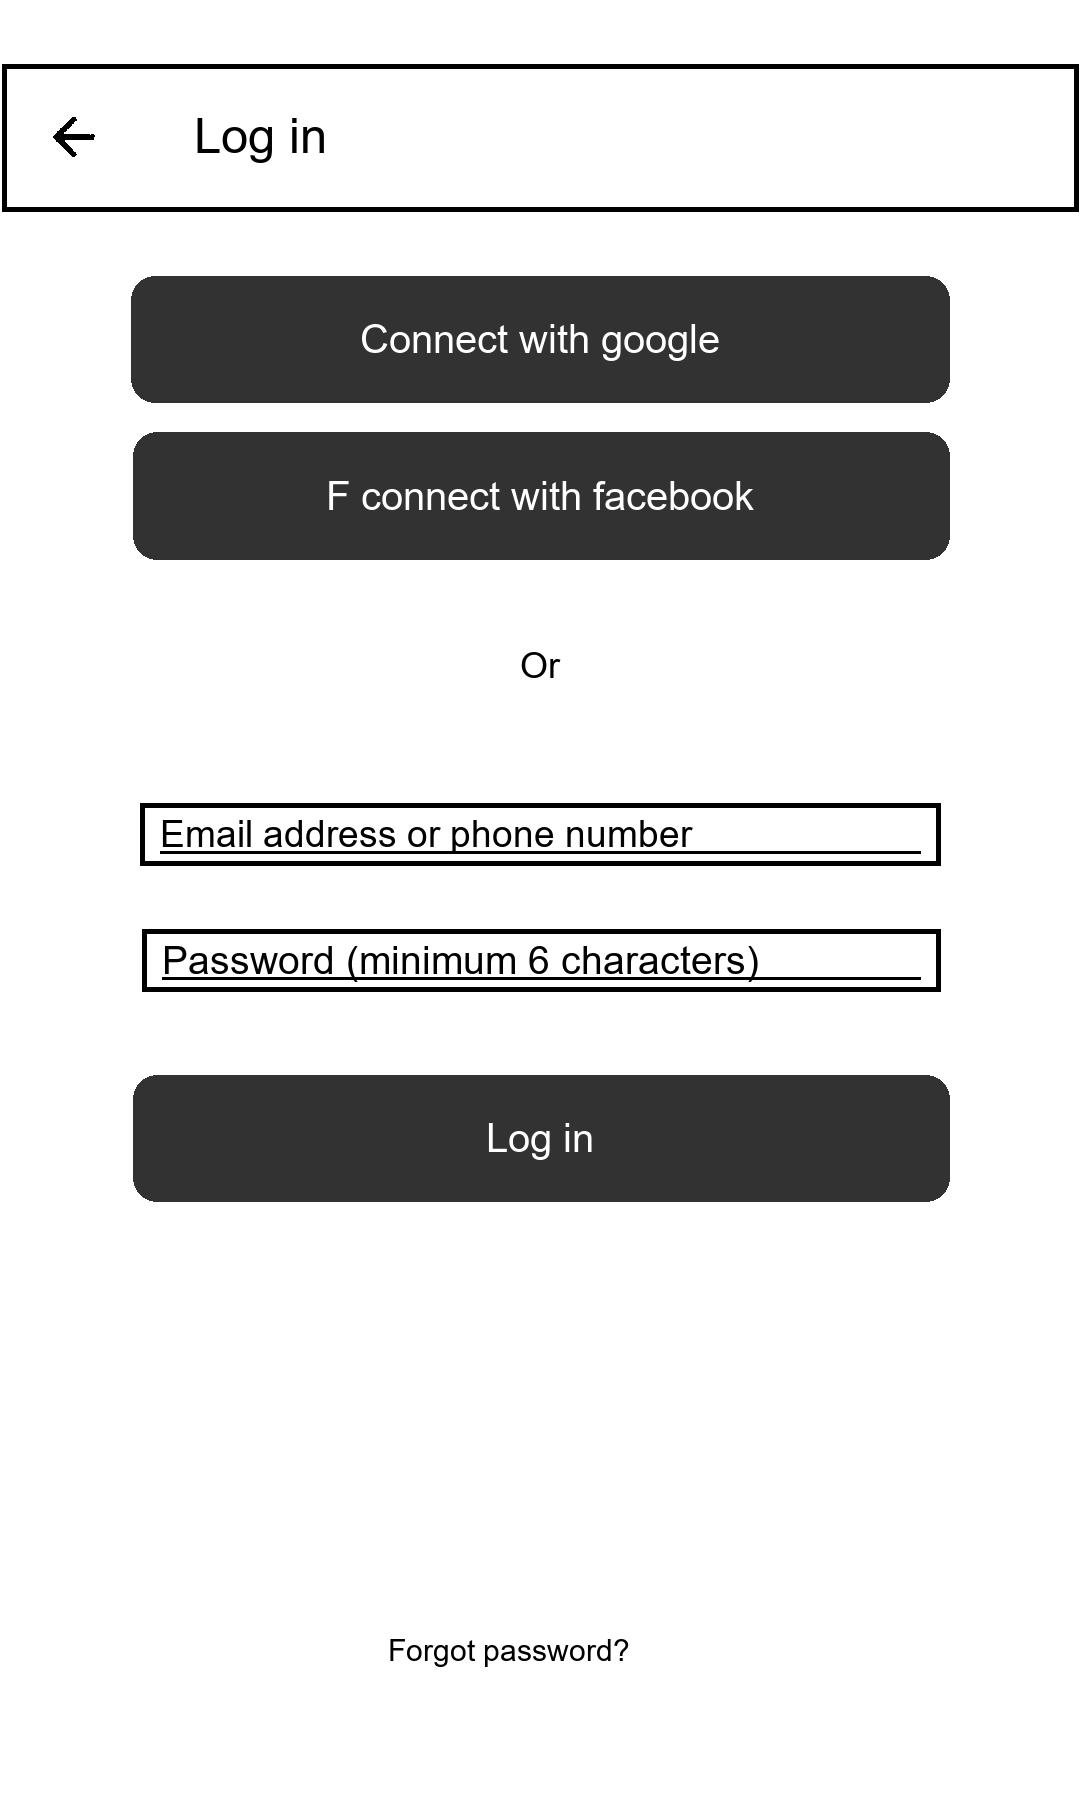 Log in
Connect with google
F connect with facebook
Or
Email address or phone number
Password (minimum 6 characters)
Log in
Forgot password?